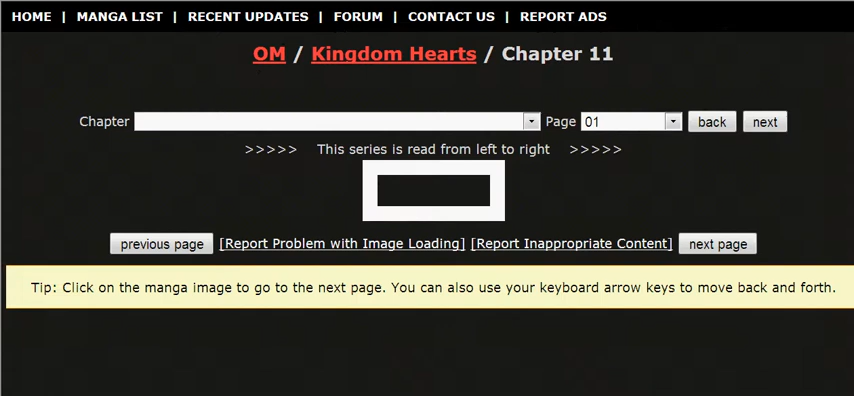 HOME | MANGA LIST | RECENT UPDATES | FORUM | CONTACT US | REPORT ADS
OM / Kingdom Hearts / Chapter 11
Chapter Page 01 back next
>>>>> This series is read from left to right >>>>>
previous page [Report Problem with Image Loading] [Report Inappropriate Content] next page
Tip: Click on the manga image to go to the next page. You can also use your keyboard arrow keys to move back and forth.